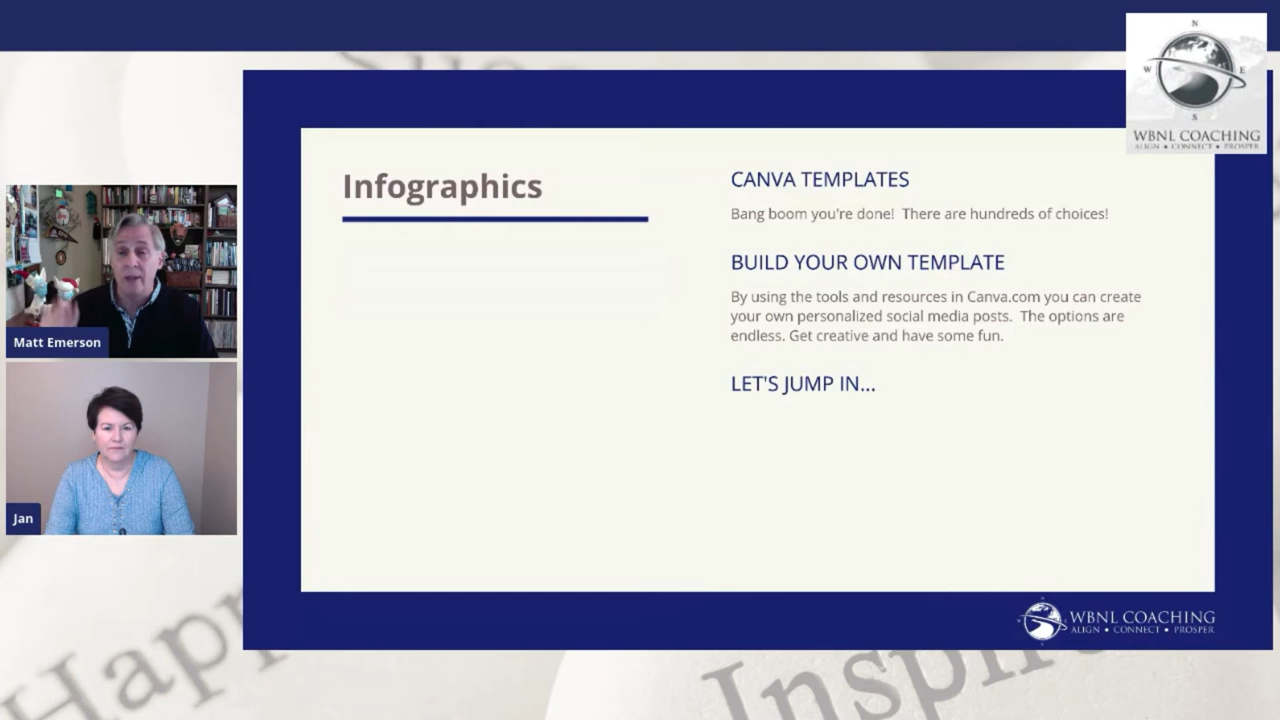 N
W E
S
WBNL COACHING
ALIGN • CONNECT • PROSPER
Infographics
CANVA TEMPLATES
Bang boom you're done! There are hundreds of choices!
BUILD YOUR OWN TEMPLATE
By using the tools and resources in Canva.com you can create
your own personalized social media posts. The options are
endless. Get creative and have some fun.
LET'S JUMP IN...
Matt Emerson
Jan
WBNL COACHING
ALIGN • CONNECT • PROSPER